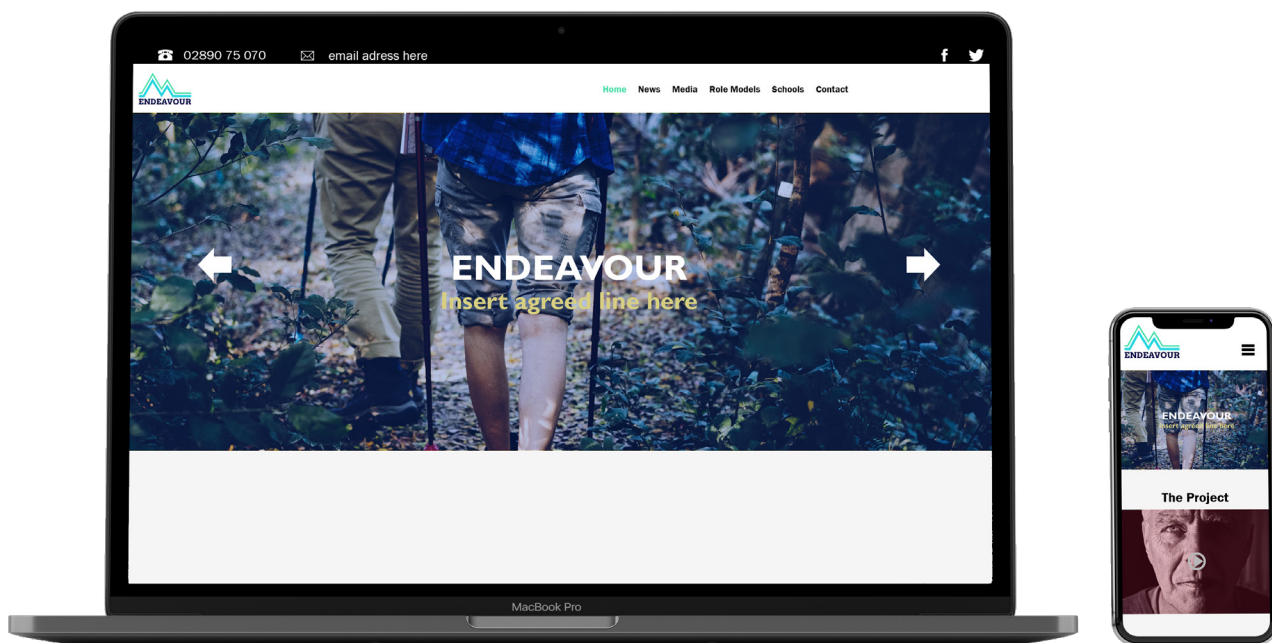 02890 75 070
email adress here
ENDEAVOUR
Home News Media Role Models Schools Contact
ENDEAVOUR
Insert agreed line here
MacBook Pro
ENDEAVOUR
ENDEAVOUR
Insert agreed line here
The Project